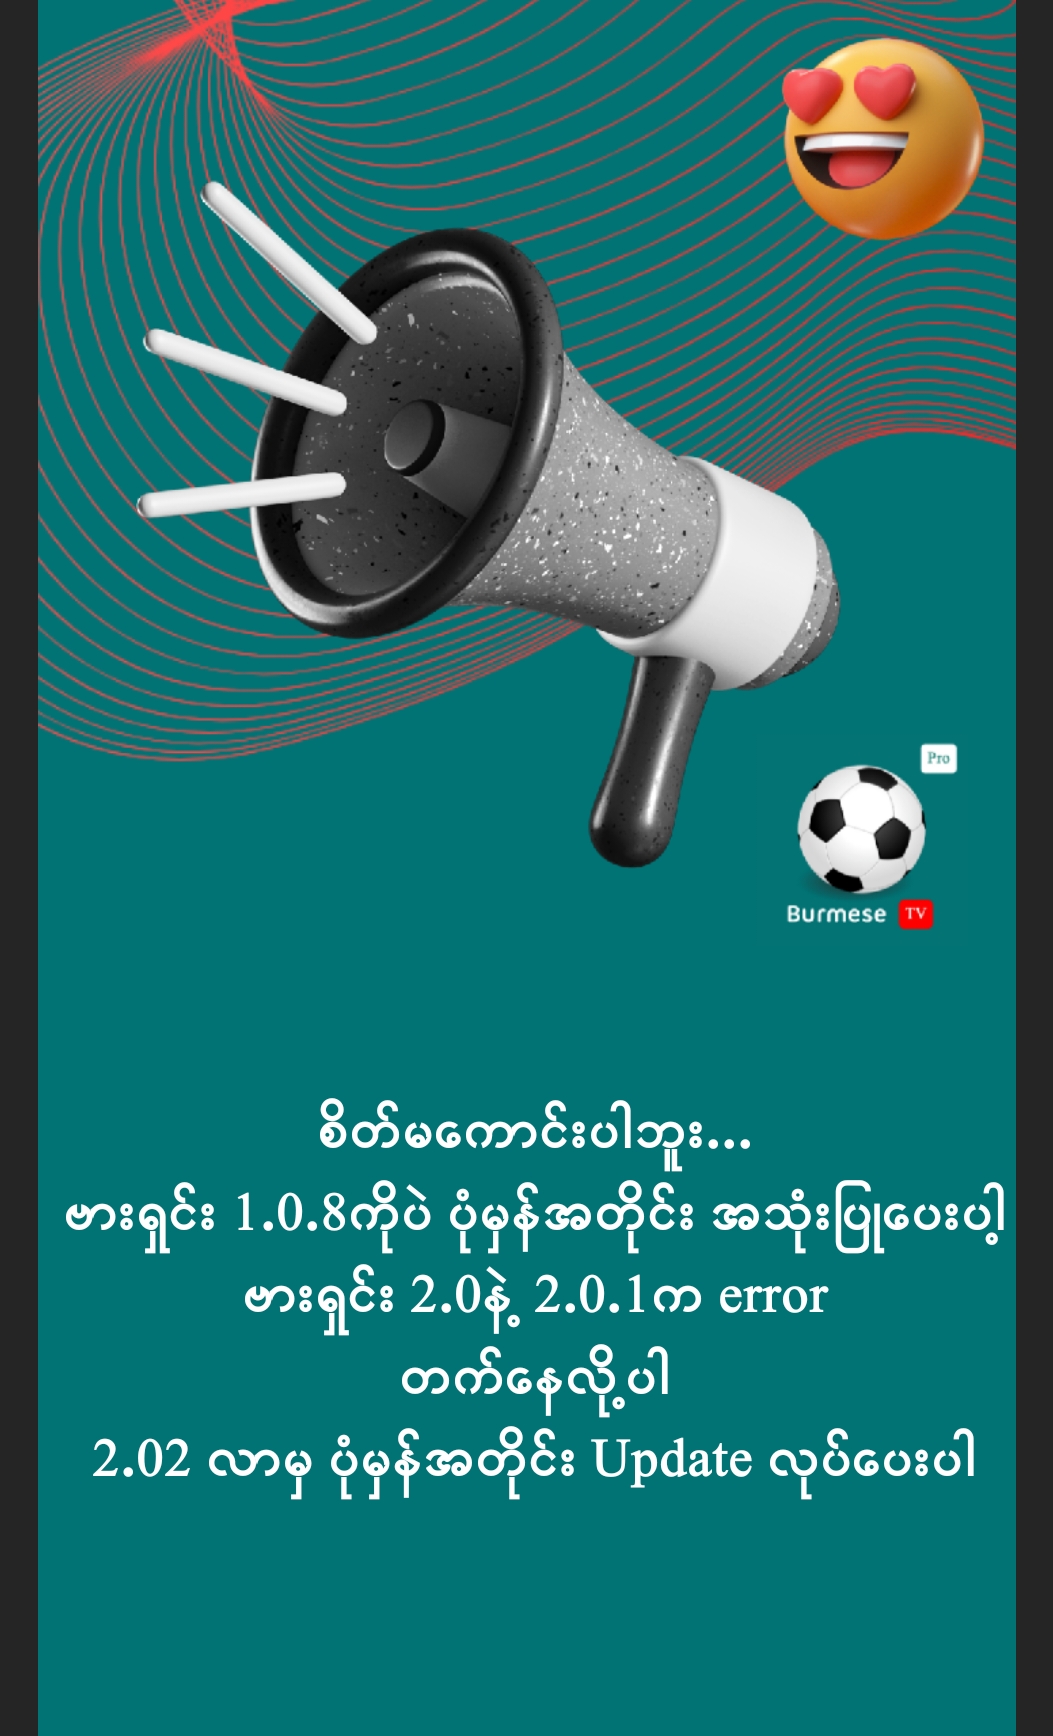 Pro
Burmese TV
စိတ်မကောင်းပါဘူး...
ဗားရှင်း 1.0.8ကိုပဲ ပုံမှန်အတိုင်း အသုံးပြုပေးပါ့
ဗားရှင်း 2.0နဲ့ 2.0.1က error
တက်နေလို့ပါ
2.02 လာမှ ပုံမှန်အတိုင်း Update လုပ်ပေးပါ